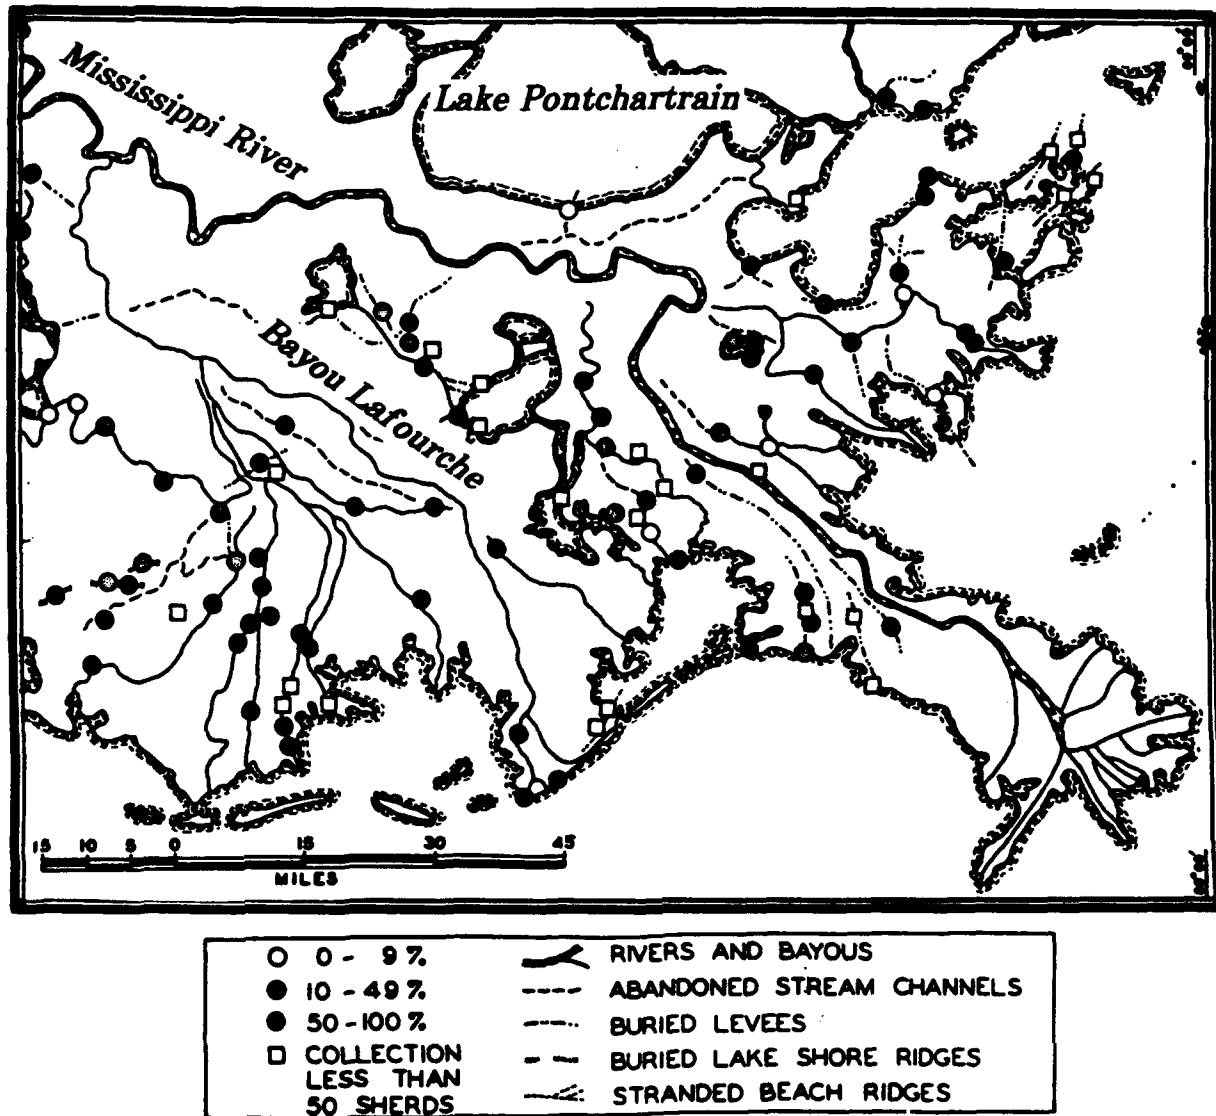 Mississippi River
Lake Pontchartrain
Bayou Lafourche
15 10 5 0 15 30 45
MILES
0 - 9 %
10 - 49 %
50 - 100 %
COLLECTION
LESS THAN
50 SHERDS
RIVERS AND BAYOUS
ABANDONED STREAM CHANNELS
BURIED LEVEES
BURIED LAKE SHORE RIDGES
STRANDED BEACH RIDGES